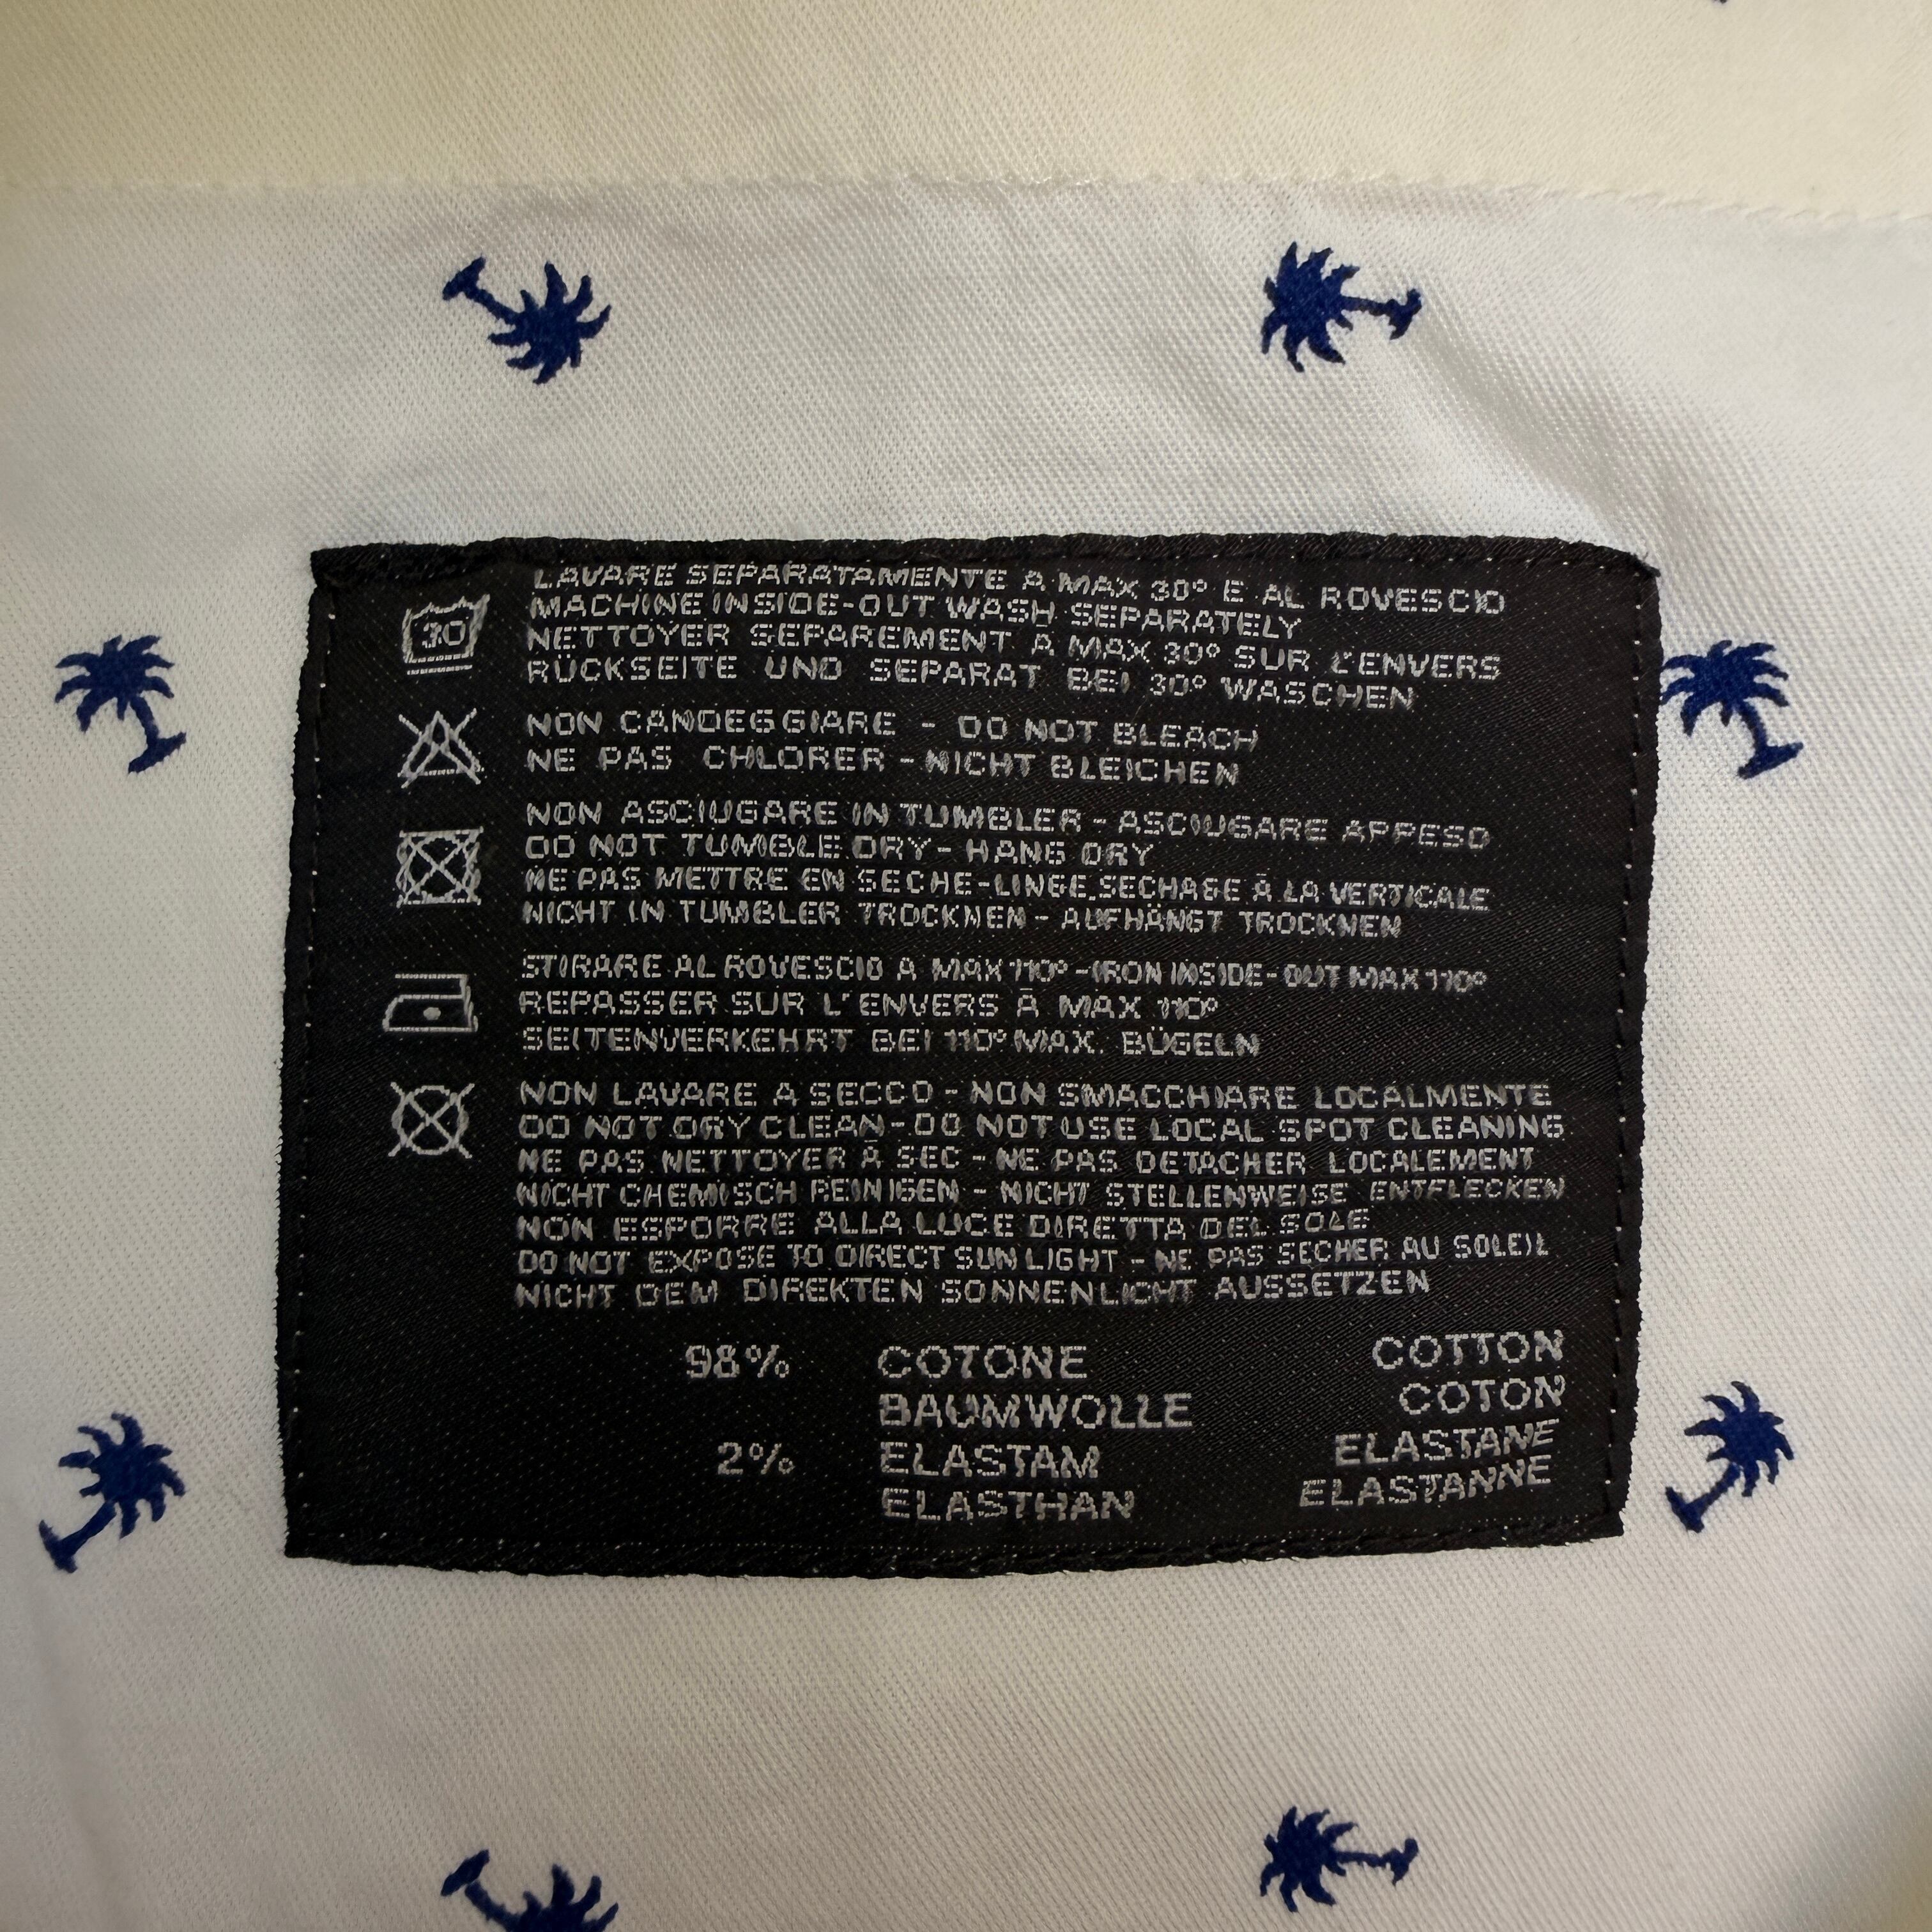 LAVARE SEPARATAMENTE A MAX 30° E AL ROVESCIO
30
MACHINE INSIDE-OUT WASH SEPARATELY
NETTOYER SEPAREMENT À MAX 30° SUR L'ENVERS
RÜCKSEITE UND SEPARAT BEI 30° WASCHEN
NON CANDEGGIARE - DO NOT BLEACH
NE PAS CHLORER - NICHT BLEICHEN
NON ASCIUGARE IN TUMBLER - ASCIUGARE APPESO
DO NOT TUMBLE DRY - HANG DRY
NE PAS METTRE EN SECHE-LINGE.SECHAGE À LA VERTICALE
NICHT IN TUMBLER TROCKNEN - AUFHÄNGT TROCKNEN
STIRARE AL ROVESCIO A MAX 110° - IRON INSIDE-OUT MAX 110°
REPASSER SUR L'ENVERS À MAX 110°
SEITENVERKEHRT BEI 110° MAX. BÜGELN
NON LAVARE A SECCO - NON SMACCHIARE LOCALMENTE
DO NOT DRY CLEAN - DO NOT USE LOCAL SPOT CLEANING
NE PAS NETTOYER À SEC - NE PAS DETACHER LOCALEMENT
NICHT CHEMISCH REINIGEN - NICHT STELLENWEISE ENTFLECKEN
NON ESPORRE ALLA LUCE DIRETTA DEL SOLE
DO NOT EXPOSE TO DIRECT SUN LIGHT - NE PAS SECHER AU SOLEIL
NICHT DEM DIREKTEN SONNENLICHT AUSSETZEN
98% COTONE COTTON
BAUMWOLLE COTON
2% ELASTAM ELASTANE
ELASTHAN ELASTANNE